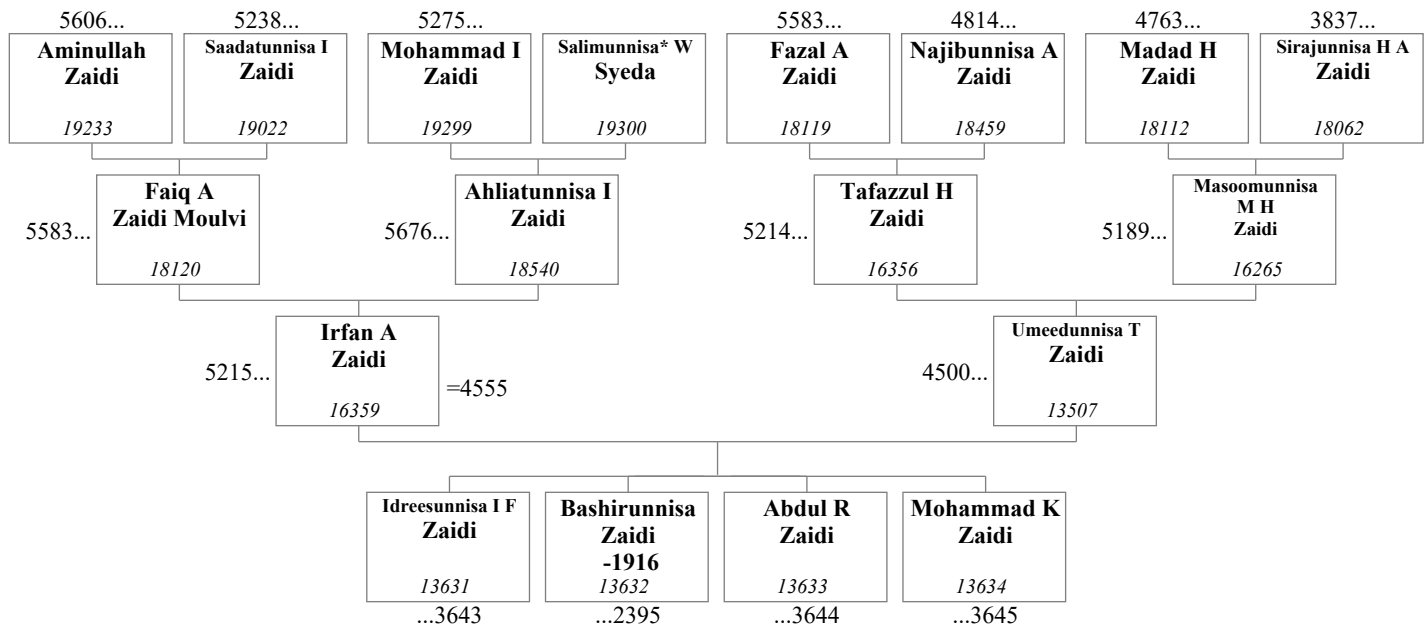 5606...
5238...
5275...
5583...
4814...
4763...
3837...
Aminullah
Zaidi
19233
Saadatunnisa I
Zaidi
19022
Mohammad I
Zaidi
19299
Salimunnisa* W
Syeda
19300
Fazal A
Zaidi
18119
Najibunnisa A
Zaidi
18459
Madad H
Zaidi
18112
Sirajunnisa H A
Zaidi
18062
5583...
Faiq A
Zaidi Moulvi
18120
5676...
Ahliatunnisa I
Zaidi
18540
5214...
Tafazzul H
Zaidi
16356
5189...
Masoomunnisa
M H
Zaidi
16265
5215...
Irfan A
Zaidi
16359
=4555
4500...
Umeedunnisa T
Zaidi
13507
Idreesunnisa I F
Zaidi
13631
...3643
Bashirunnisa
Zaidi
-1916
13632
...2395
Abdul R
Zaidi
13633
...3644
Mohammad K
Zaidi
13634
...3645